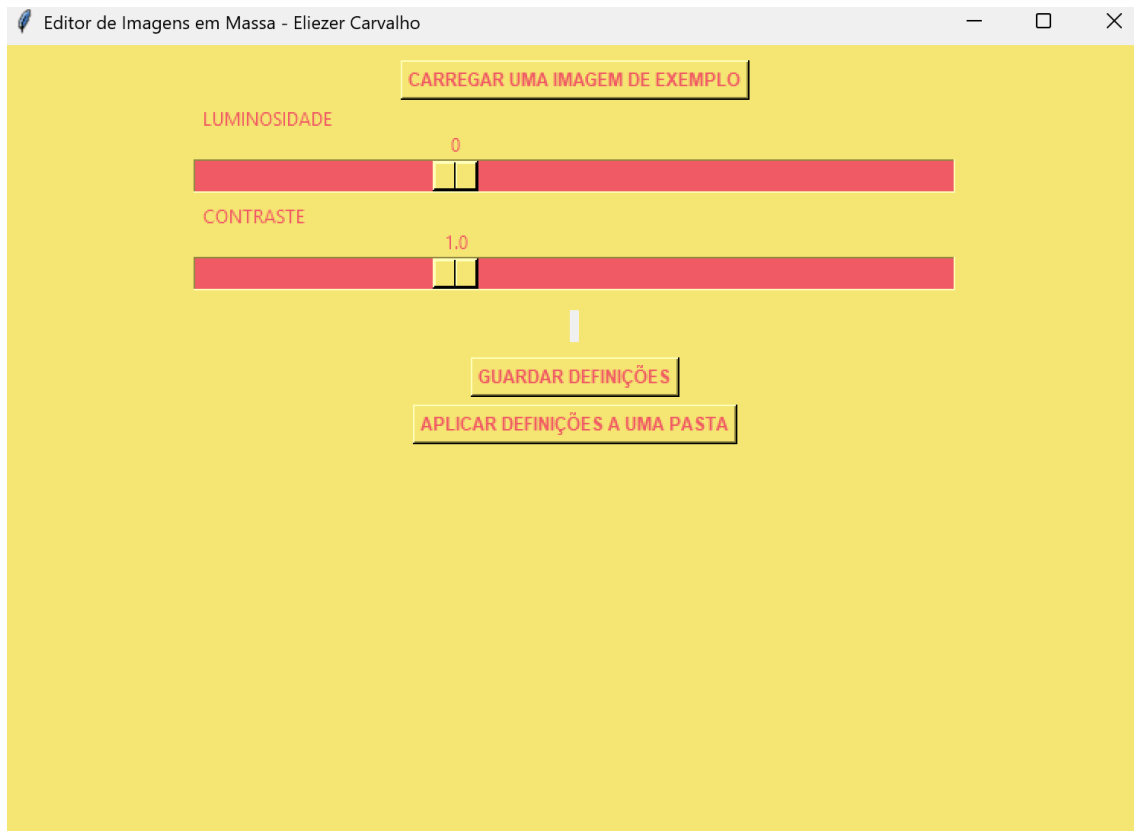 Editor de Imagens em Massa - Eliezer Carvalho
CARREGAR UMA IMAGEM DE EXEMPLO
LUMINOSIDADE
0
CONTRASTE
1.0
GUARDAR DEFINIÇÕES
APLICAR DEFINIÇÕES A UMA PASTA